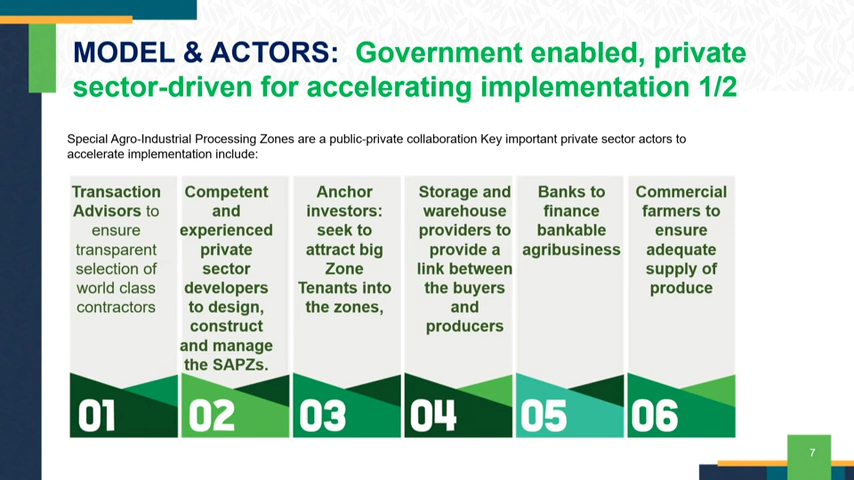 MODEL & ACTORS: Government enabled, private
sector-driven for accelerating implementation 1/2
Special Agro-Industrial Processing Zones are a public-private collaboration Key important private sector actors to
accelerate implementation include:
Transaction
Advisors to
ensure
transparent
selection of
world class
contractors
01
Competent
and
experienced
private
sector
developers
to design,
construct
and manage
the SAPZs.
02
Anchor
investors:
seek to
attract big
Zone
Tenants into
the zones,
03
Storage and
warehouse
providers to
provide a
link between
the buyers
and
producers
04
Banks to
finance
bankable
agribusiness
05
Commercial
farmers to
ensure
adequate
supply of
produce
06
7